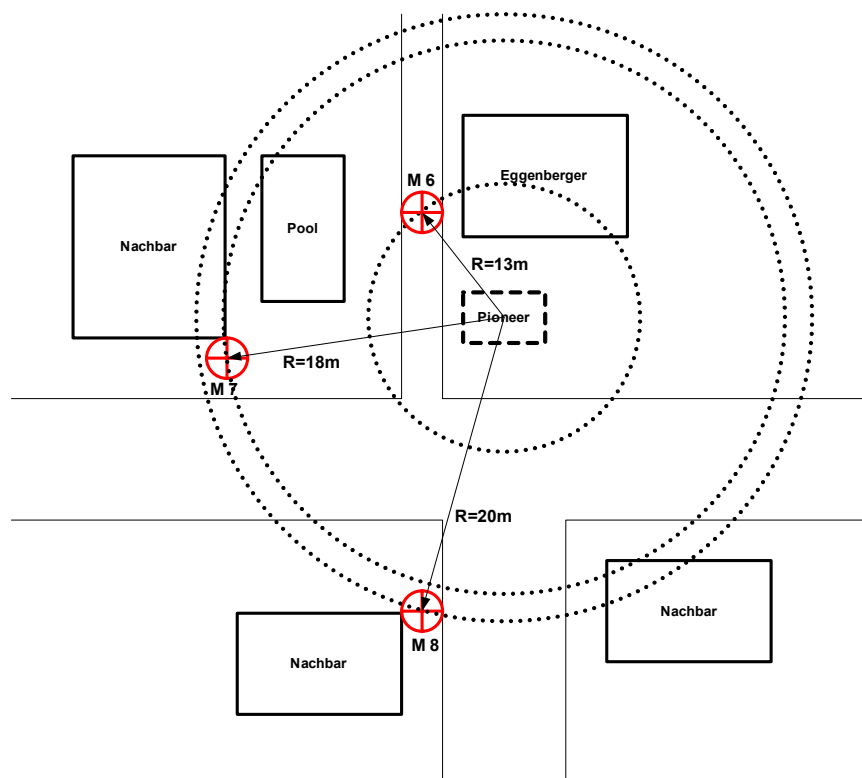 M 6
Eggenberger
Nachbar
Pool
R=13m
Pioneer
R=18m
M 7
R=20m
Nachbar
M 8
Nachbar